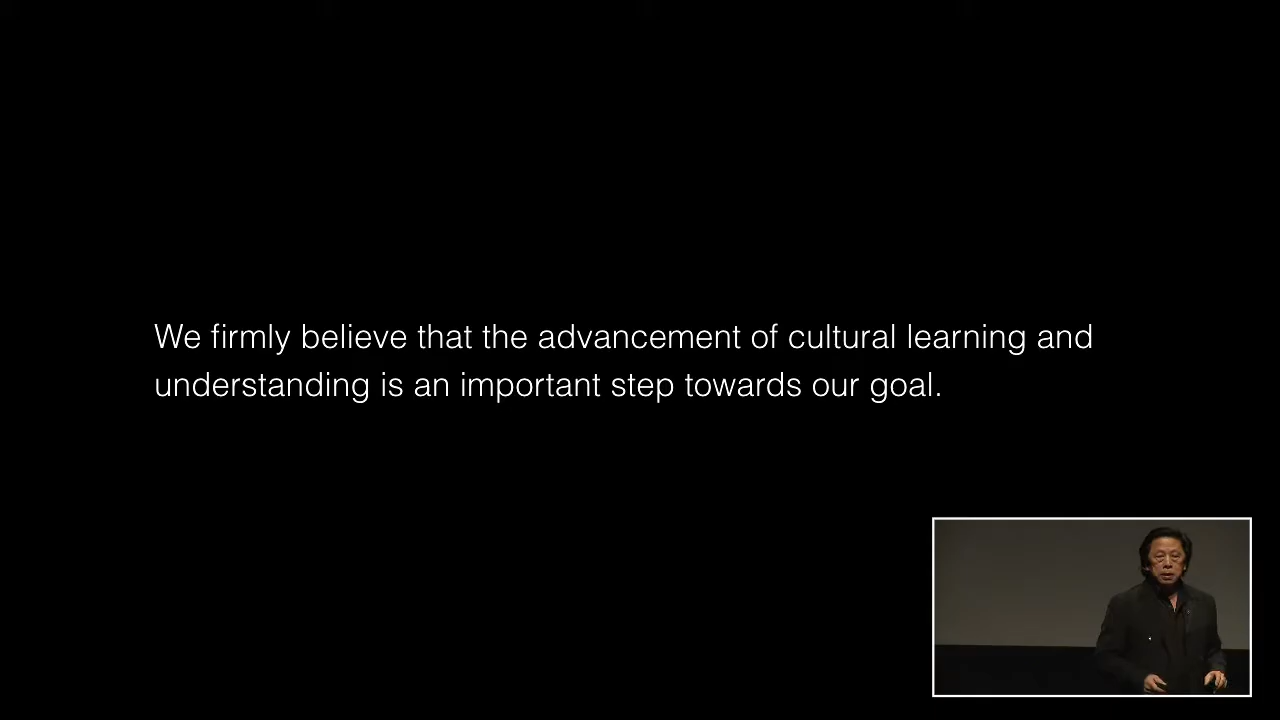 We firmly believe that the advancement of cultural learning and
understanding is an important step towards our goal.